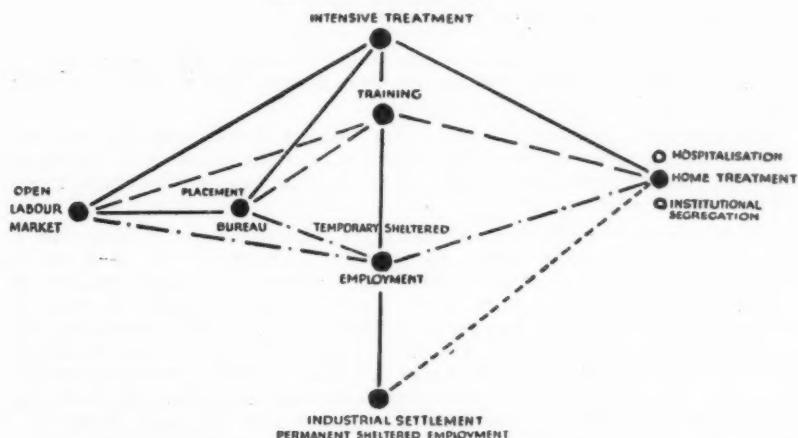 INTENSIVE TREATMENT
TRAINING
HOSPITALISATION
HOME TREATMENT
INSTITUTIONAL
SEGREGATION
OPEN
LABOUR
MARKET
PLACEMENT
BUREAU
TEMPORARY SHELTERED
EMPLOYMENT
INDUSTRIAL SETTLEMENT
PERMANENT SHELTERED EMPLOYMENT